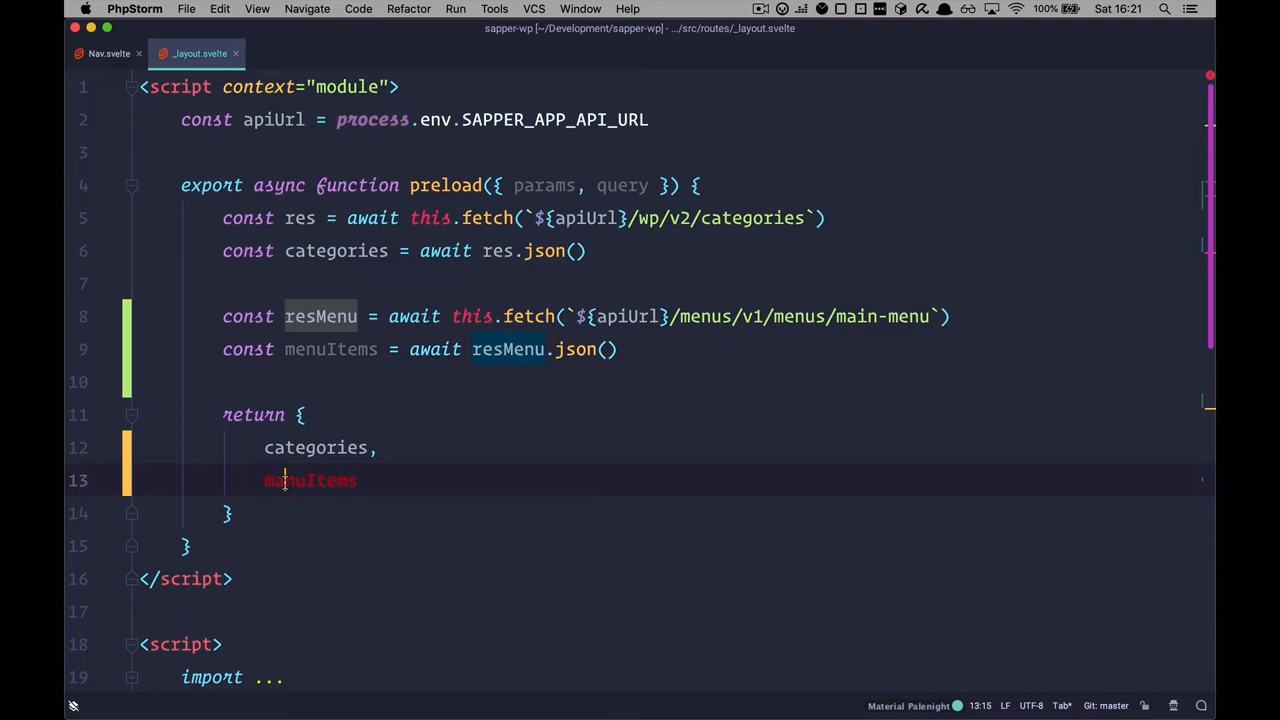 PhpStorm File Edit View Navigate Code Refactor Run Tools VCS Window Help 100% Sat 16:21
sapper-wp [~/Development/sapper-wp] - .../src/routes/_layout.svelte
Nav.svelte × _layout.svelte ×
1 <script context="module">
2 const apiUrl = process.env.SAPPER_APP_API_URL
3
4 export async function preload({ params, query }) {
5 const res = await this.fetch(`${apiUrl}/wp/v2/categories`)
6 const categories = await res.json()
7
8 const resMenu = await this.fetch(`${apiUrl}/menus/v1/menus/main-menu`)
9 const menuItems = await resMenu.json()
10
11 return {
12 categories,
13 manuItems
14 }
15 }
16 </script>
17
18 <script>
19 import ...
Material Palenight 13:15 LF UTF-8 Tab* Git: master